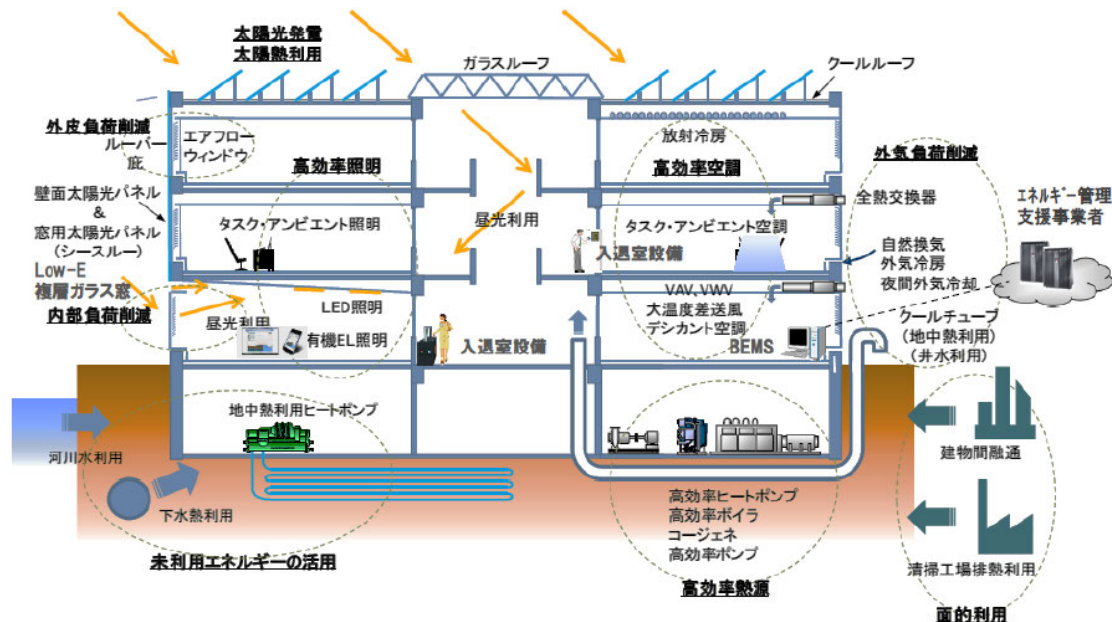 太陽光発電
太陽熱利用
ガラスルーフ
クールルーフ
外皮負荷削減
ルーバー
庇
エアフロー
ウィンドウ
高効率照明
放射冷房
高効率空調
外気負荷削減
壁面太陽光パネル
&
窓用太陽光パネル
(シースルー)
タスク・アンビエント照明
昼光利用
入退室設備
タスク・アンビエント空調
全熱交換器
エネルギー管理
支援事業者
自然換気
外気冷房
夜間外気冷却
Low-E
複層ガラス窓
内部負荷削減
昼光利用
LED照明
有機EL照明
入退室設備
VAV、VWV
大温度差送風
デシカント空調
BEMS
クールチューブ
(地中熱利用)
(井水利用)
地中熱利用ヒートポンプ
河川水利用
下水熱利用
未利用エネルギーの活用
高効率ヒートポンプ
高効率ボイラ
コージェネ
高効率ポンプ
高効率熱源
建物間融通
清掃工場排熱利用
面的利用